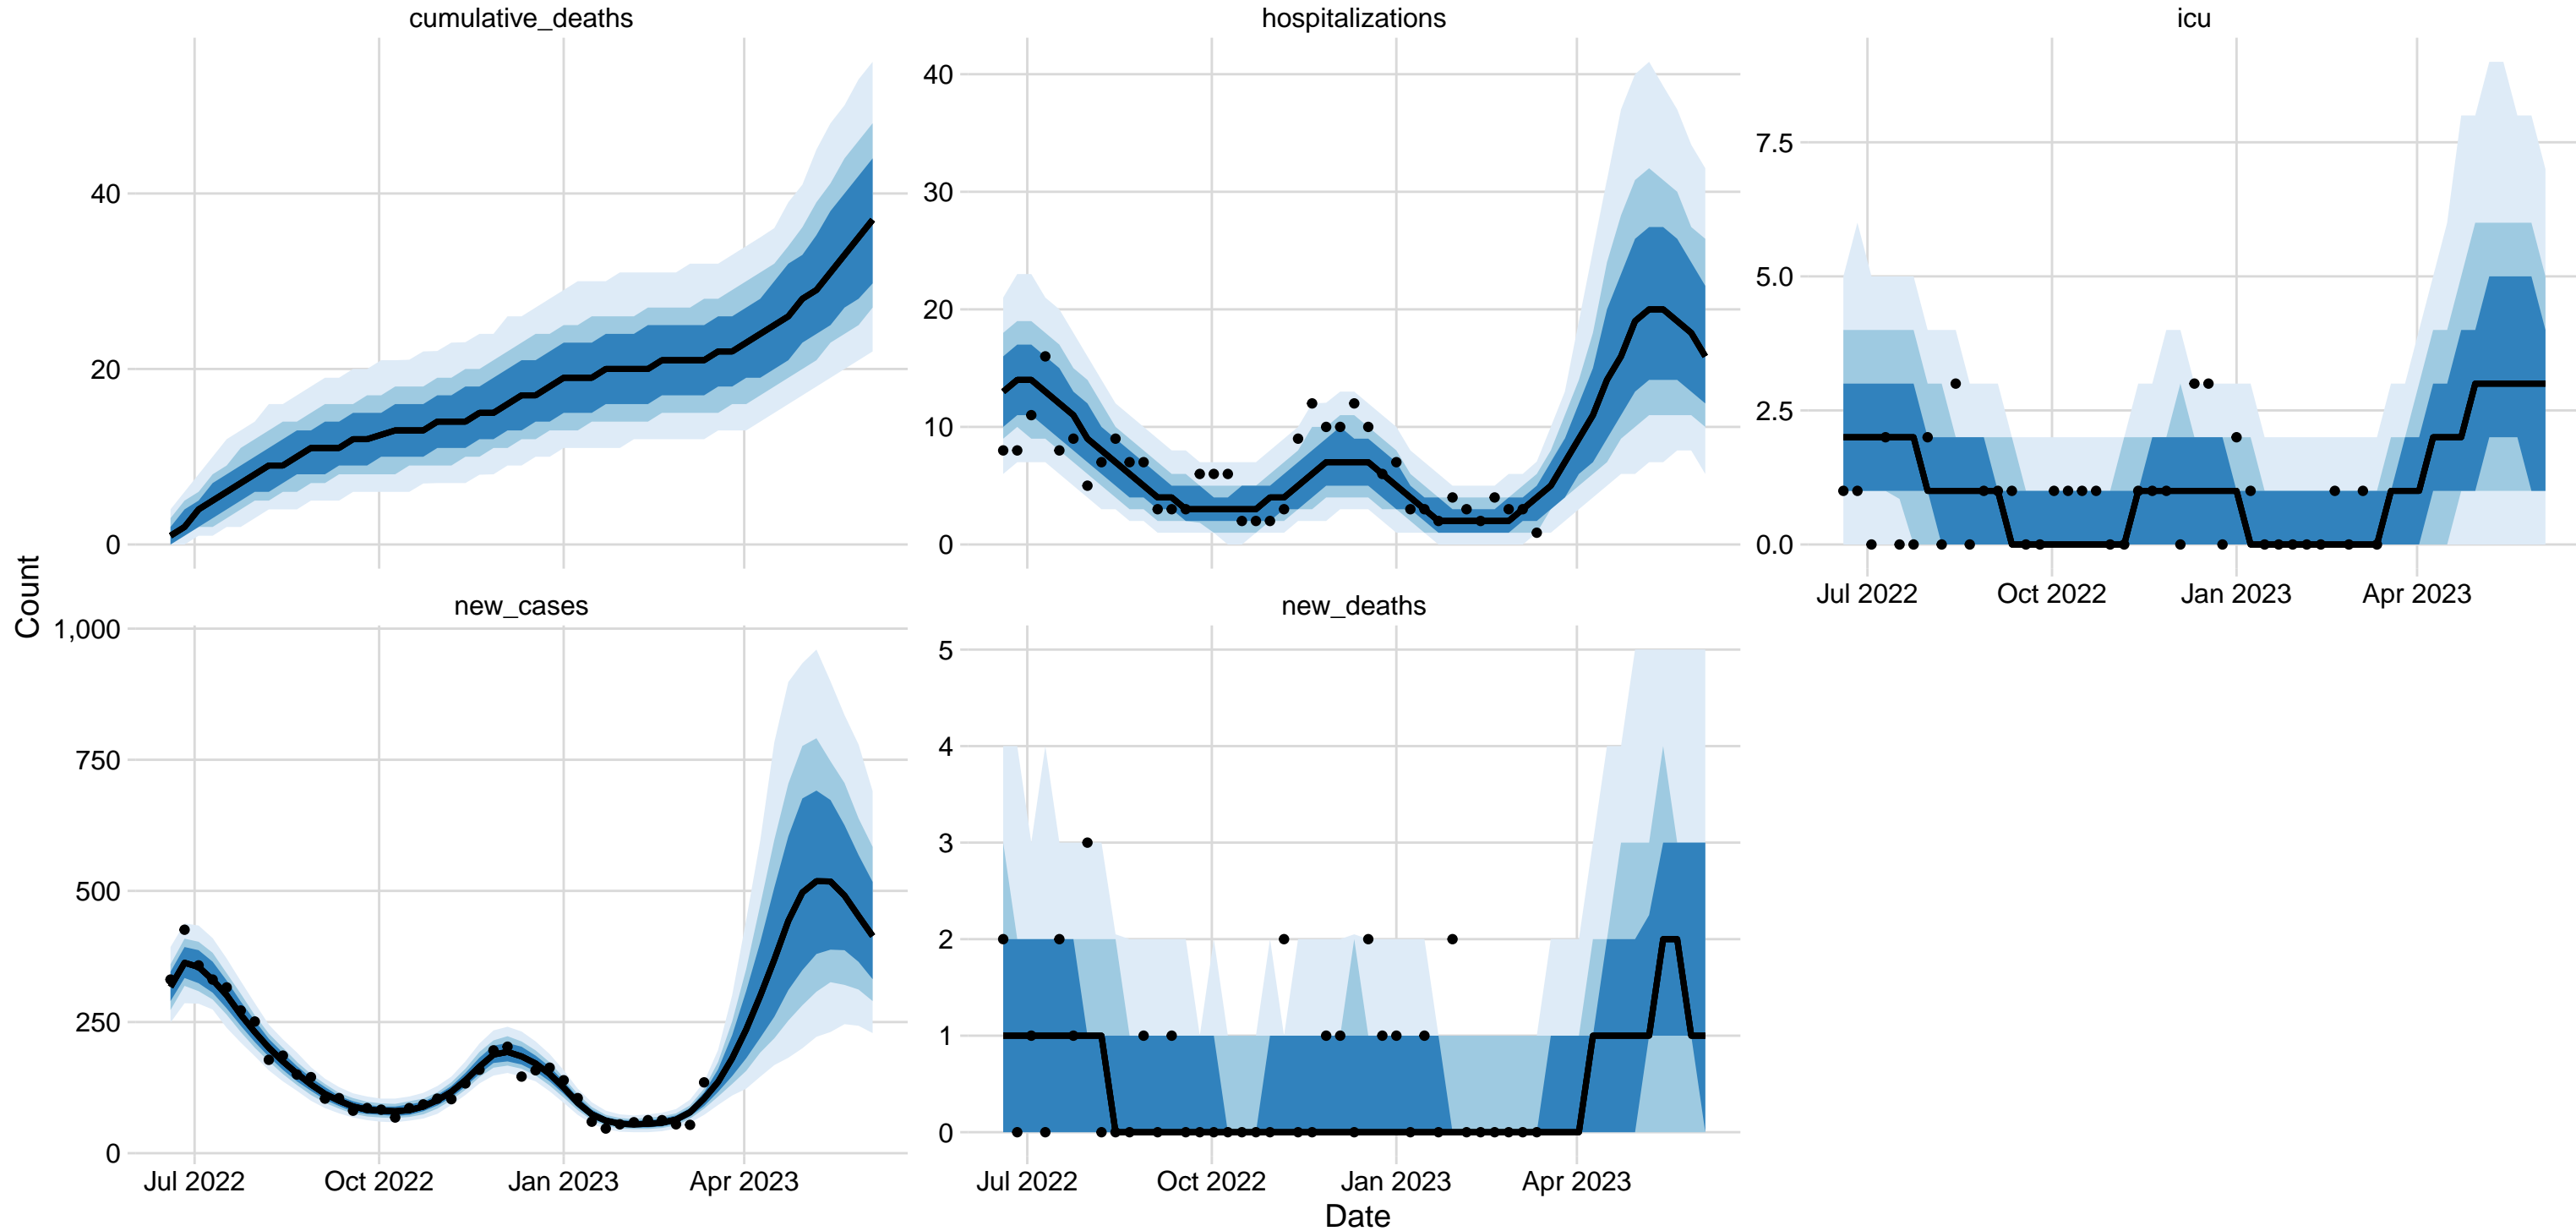 cumulative_deaths
hospitalizations
icu
40
20
0
40
30
20
10
0
7.5
5.0
2.5
0.0
Jul 2022
Oct 2022
Jan 2023
Apr 2023
Count
new_cases
new_deaths
1,000
750
500
250
0
Jul 2022
Oct 2022
Jan 2023
Apr 2023
5
4
3
2
1
0
Jul 2022
Oct 2022
Jan 2023
Apr 2023
Date